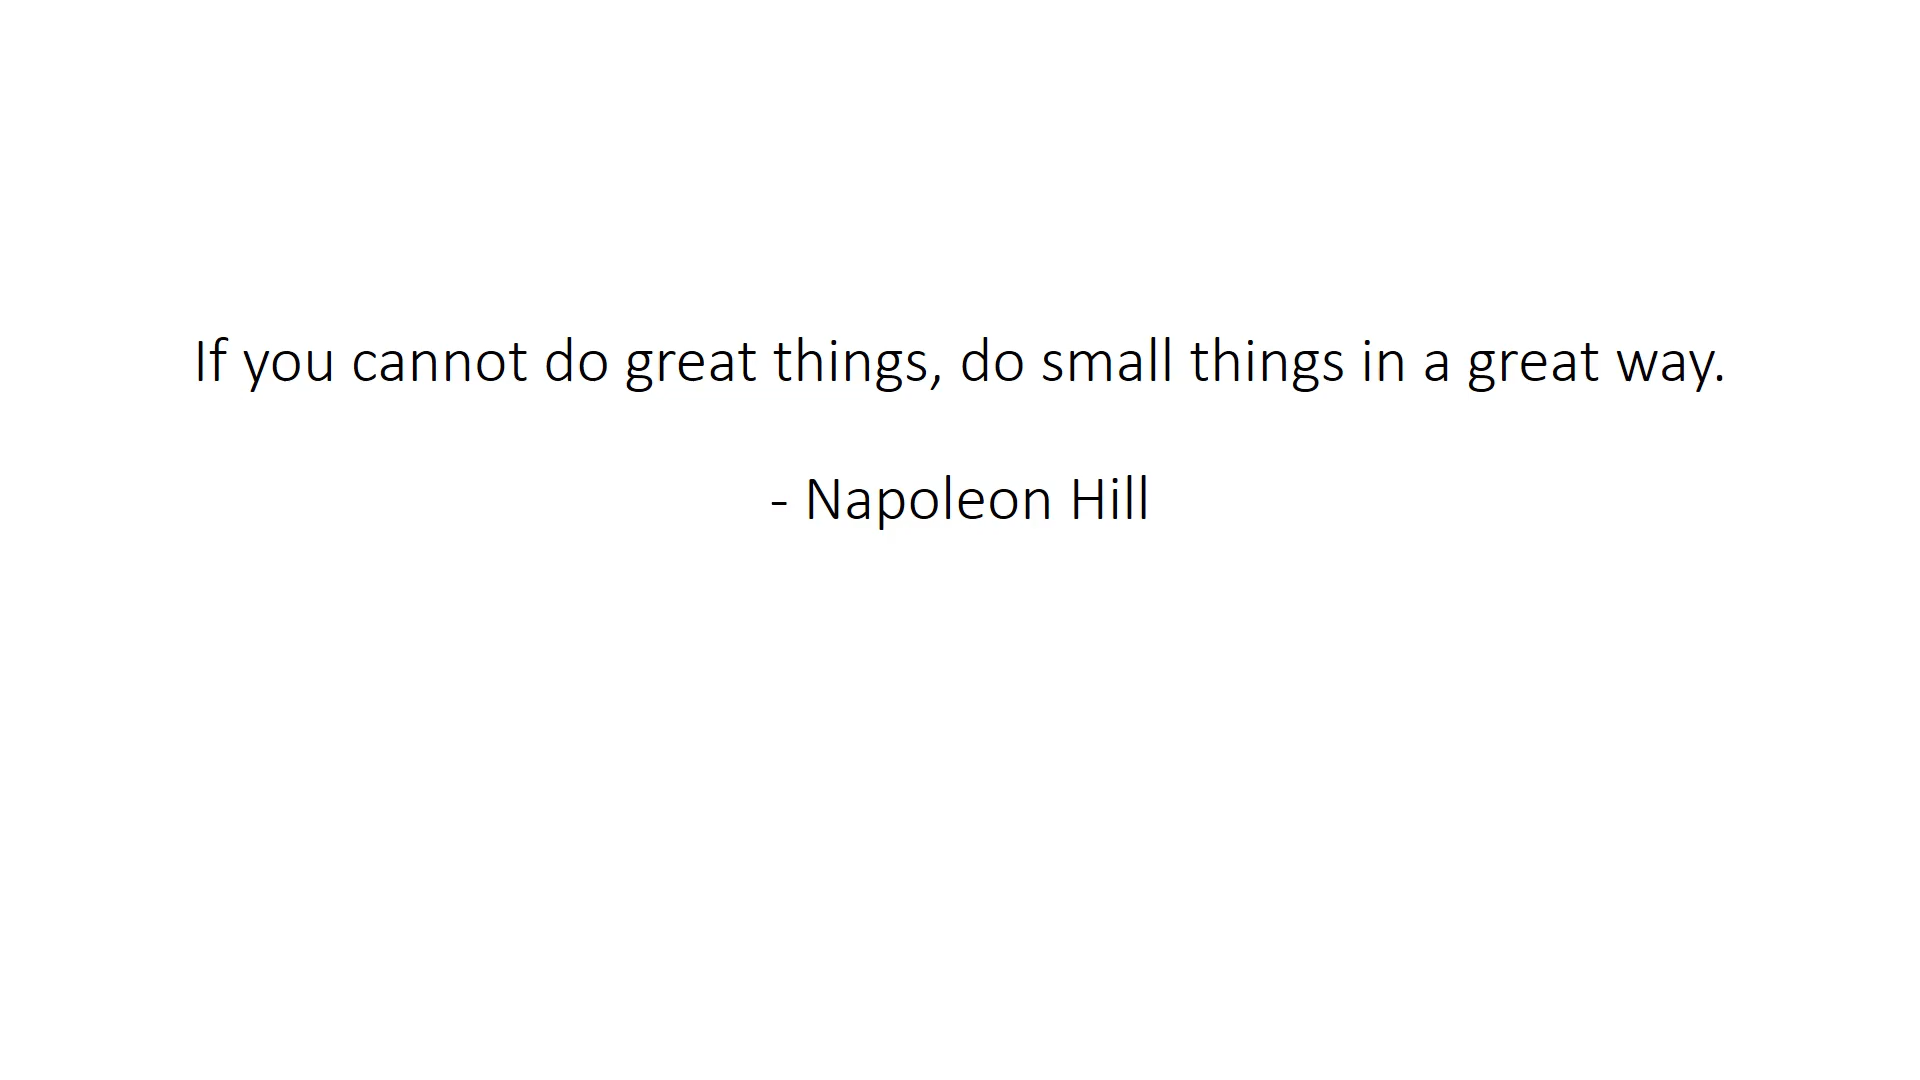 If you cannot do great things, do small things in a great way.
- Napoleon Hill